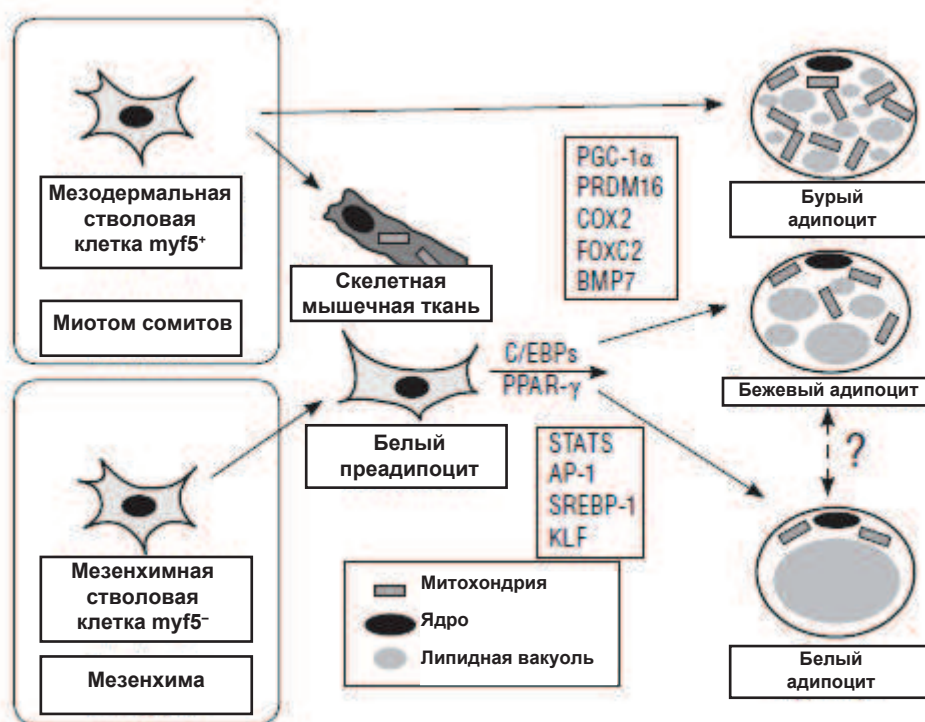 Мезодермальная
стволовая
клетка myf5⁺
Миотом сомитов
Скелетная
мышечная ткань
PGC-1α
PRDM16
COX2
FOXC2
BMP7
Бурый
адипоцит
Бежевый адипоцит
?
C/EBPs
PPAR-γ
Белый
преадипоцит
STATS
AP-1
SREBP-1
KLF
Мезенхимная
стволовая
клетка myf5⁻
Мезенхима
Митохондрия
Ядро
Липидная вакуоль
Белый
адипоцит